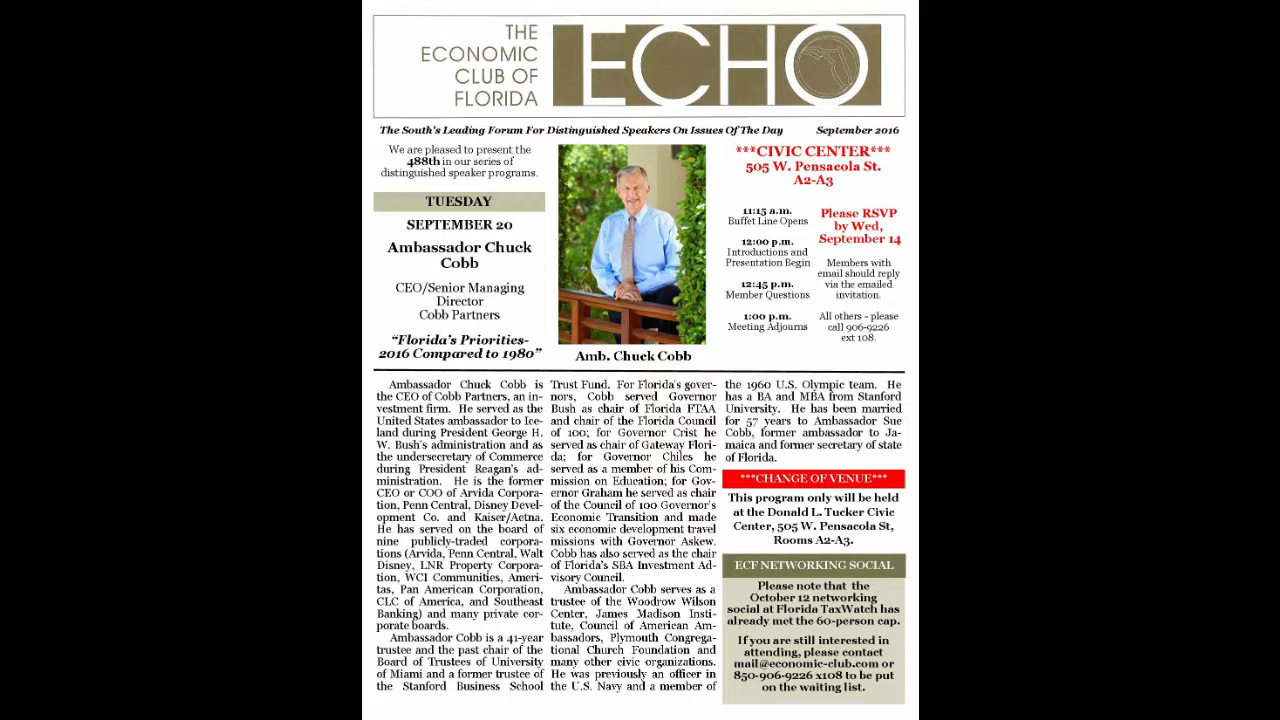 THE
ECONOMIC
CLUB OF
FLORIDA
ECHO
The South's Leading Forum For Distinguished Speakers On Issues Of The Day September 2016
We are pleased to present the
488th in our series of
distinguished speaker programs.
TUESDAY
SEPTEMBER 20
Ambassador Chuck
Cobb
CEO/Senior Managing
Director
Cobb Partners
“Florida's Priorities-
2016 Compared to 1980”
Amb. Chuck Cobb
***CIVIC CENTER***
505 W. Pensacola St.
A2-A3
11:15 a.m.
Buffet Line Opens
12:00 p.m.
Introductions and
Presentation Begin
12:45 p.m.
Member Questions
1:00 p.m.
Meeting Adjourns
Please RSVP
by Wed,
September 14
Members with
email should reply
via the emailed
invitation.
All others - please
call 906-9226
ext 108.
Ambassador Chuck Cobb is
the CEO of Cobb Partners, an in-
vestment firm. He served as the
United States ambassador to Ice-
land during President George H.
W. Bush's administration and as
the undersecretary of Commerce
during President Reagan's ad-
ministration. He is the former
CEO or COO of Arvida Corpora-
tion, Penn Central, Disney Devel-
opment Co. and Kaiser/Aetna.
He has served on the board of
nine publicly-traded corpora-
tions (Arvida, Penn Central, Walt
Disney, LNR Property Corpora-
tion, WCI Communities, Ameri-
tas, Pan American Corporation,
CLC of America, and Southeast
Banking) and many private cor-
porate boards.
Ambassador Cobb is a 41-year
trustee and the past chair of the
Board of Trustees of University
of Miami and a former trustee of
the Stanford Business School
Trust Fund. For Florida's gover-
nors, Cobb served Governor
Bush as chair of Florida FTAA
and chair of the Florida Council
of 100; for Governor Crist he
served as chair of Gateway Flori-
da; for Governor Chiles he
served as a member of his Com-
mission on Education; for Gov-
ernor Graham he served as chair
of the Council of 100 Governor's
Economic Transition and made
six economic development travel
missions with Governor Askew.
Cobb has also served as the chair
of Florida's SBA Investment Ad-
visory Council.
Ambassador Cobb serves as a
trustee of the Woodrow Wilson
Center, James Madison Insti-
tute, Council of American Am-
bassadors, Plymouth Congrega-
tional Church Foundation and
many other civic organizations.
He was previously an officer in
the U.S. Navy and a member of
the 1960 U.S. Olympic team. He
has a BA and MBA from Stanford
University. He has been married
for 57 years to Ambassador Sue
Cobb, former ambassador to Ja-
maica and former secretary of state
of Florida.
***CHANGE OF VENUE***
This program only will be held
at the Donald L. Tucker Civic
Center, 505 W. Pensacola St,
Rooms A2-A3.
ECF NETWORKING SOCIAL
Please note that the
October 12 networking
social at Florida TaxWatch has
already met the 60-person cap.
If you are still interested in
attending, please contact
mail@economic-club.com or
850-906-9226 x108 to be put
on the waiting list.